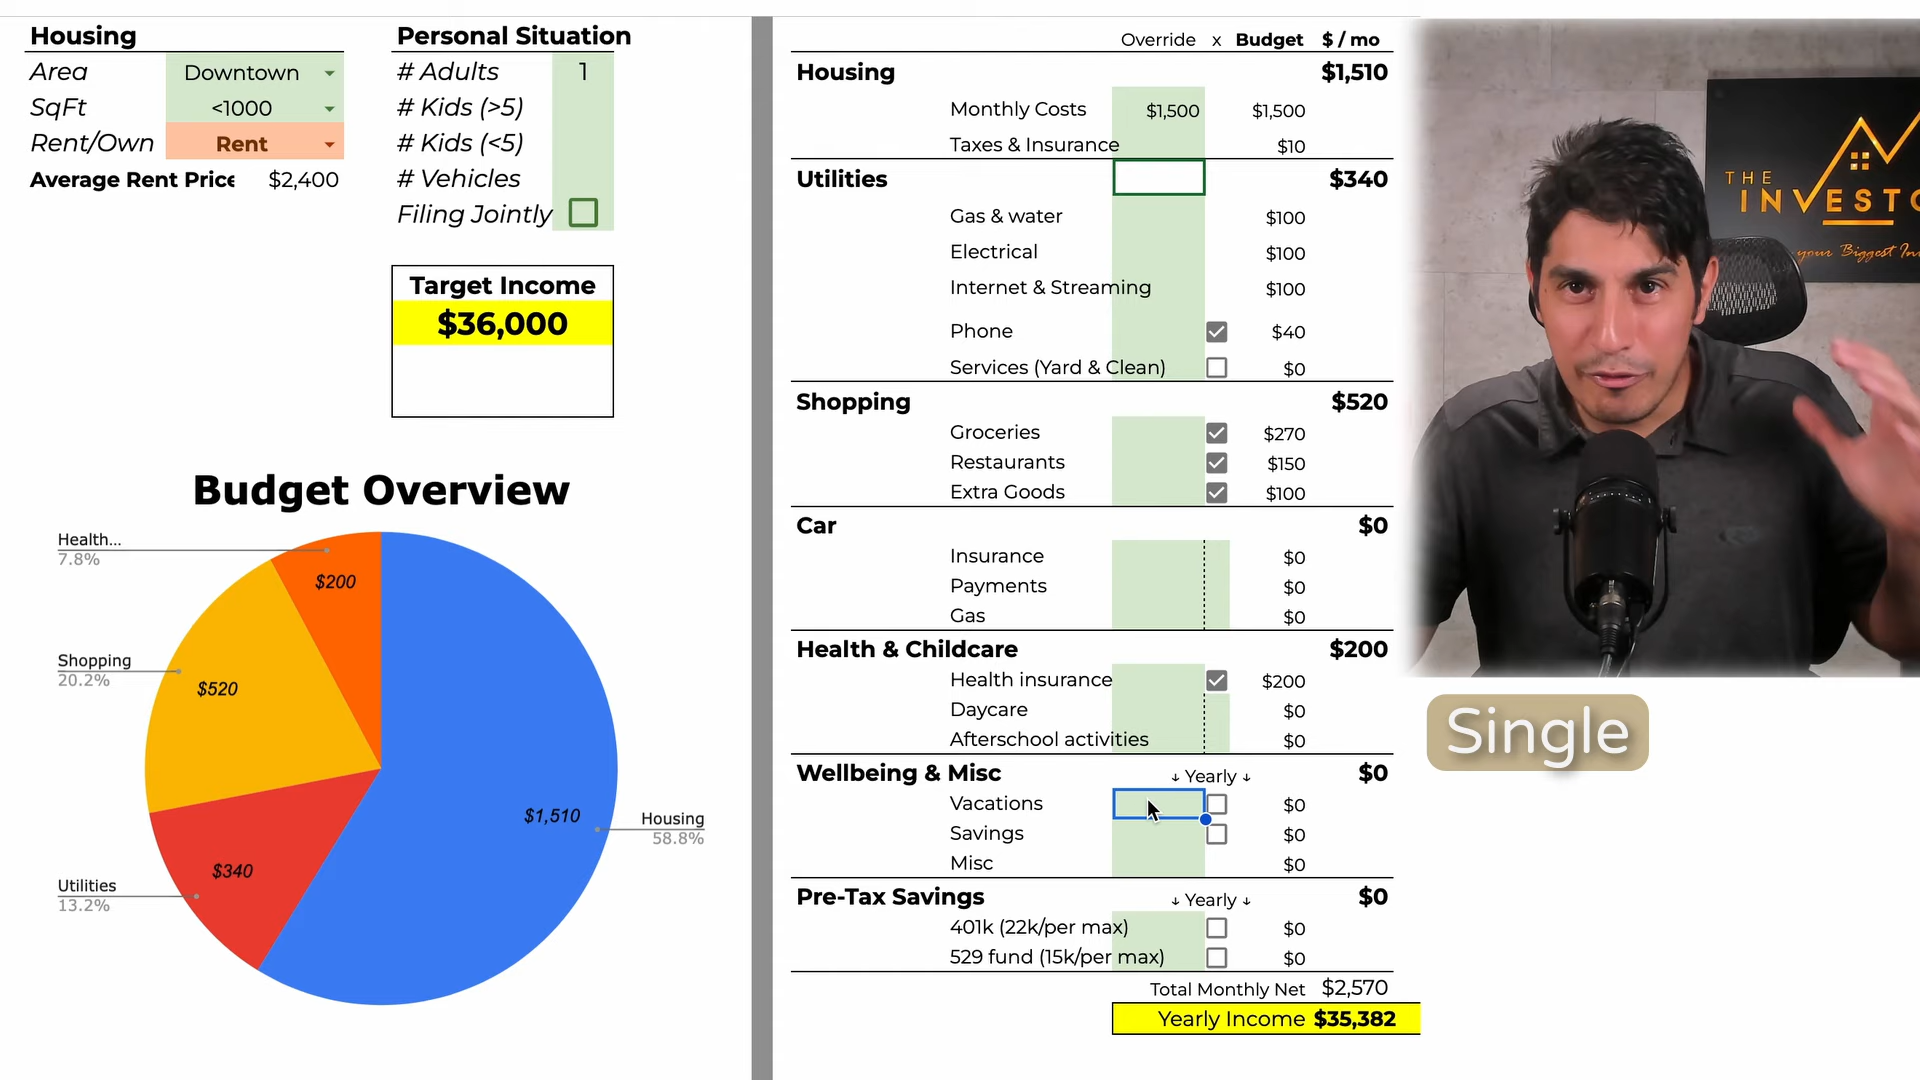 Housing
Area Downtown
SqFt <1000
Rent/Own Rent
Average Rent Price $2,400
Personal Situation
# Adults 1
# Kids (>5)
# Kids (<5)
# Vehicles
Filing Jointly
Target Income
$36,000
Budget Overview
Health...
7.8%
$200
Shopping
20.2%
$520
$1,510
Housing
58.8%
Utilities
13.2%
$340
Override x Budget $ / mo
Housing $1,510
Monthly Costs $1,500 $1,500
Taxes & Insurance $10
Utilities $340
Gas & water $100
Electrical $100
Internet & Streaming $100
Phone $40
Services (Yard & Clean) $0
Shopping $520
Groceries $270
Restaurants $150
Extra Goods $100
Car $0
Insurance $0
Payments $0
Gas $0
Health & Childcare $200
Health insurance $200
Daycare $0
Afterschool activities $0
Wellbeing & Misc ↓ Yearly ↓ $0
Vacations $0
Savings $0
Misc $0
Pre-Tax Savings ↓ Yearly ↓ $0
401k (22k/per max) $0
529 fund (15k/per max) $0
Total Monthly Net $2,570
Yearly Income $35,382
THE
INVESTO
your Biggest In
Single